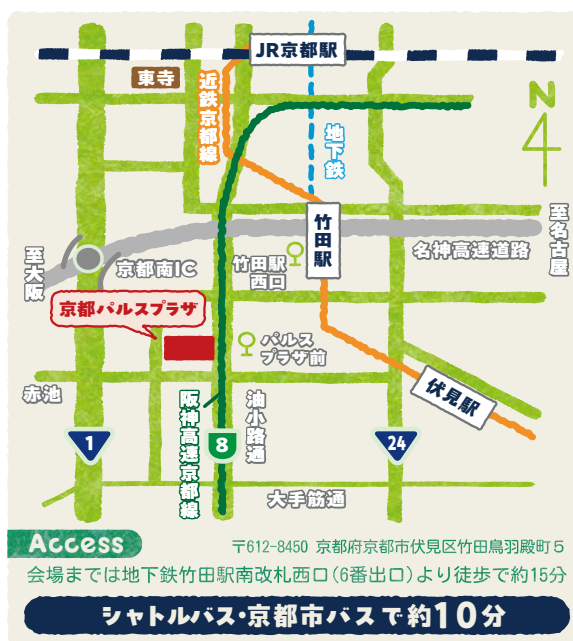 JR京都駅
東寺
近鉄京都線
地下鉄
N
至名古屋
竹田駅
名神高速道路
至大阪
京都南IC
竹田駅
西口
京都パルスプラザ
パルス
プラザ前
赤池
阪神高速京都線
油小路通
伏見駅
1
8
24
大手筋通
Access
〒612-8450 京都府京都市伏見区竹田鳥羽殿町5
会場までは地下鉄竹田駅南改札西口(6番出口)より徒歩で約15分
シャトルバス・京都市バスで約10分